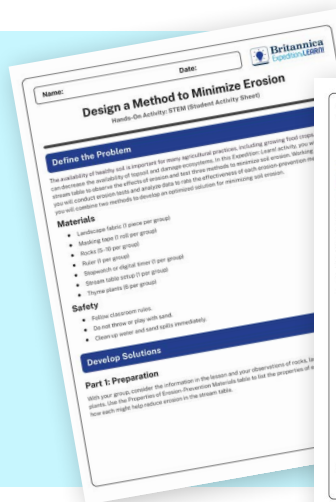 Britannica
Expedition: LEARN!
Name:
Date:
Design a Method to Minimize Erosion
Hands-On Activity: STEM (Student Activity Sheet)
Define the Problem
The availability of healthy soil is important for many agricultural practices, including growing food crops.
can decrease the availability of topsoil and damage ecosystems. In this Expedition: Learn! activity, you w
stream table to observe the effects of erosion and test three methods to minimize soil erosion. Working
you will conduct erosion tests and analyze data to rate the effectiveness of each erosion-prevention me
you will combine two methods to develop an optimized solution for minimizing soil erosion.
Materials
• Landscape fabric (1 piece per group)
• Masking tape (1 roll per group)
• Rocks (5–10 per group)
• Ruler (1 per group)
• Stopwatch or digital timer (1 per group)
• Stream table setup (1 per group)
• Thyme plants (6 per group)
Safety
• Follow classroom rules.
• Do not throw or play with sand.
• Clean up water and sand spills immediately.
Develop Solutions
Part 1: Preparation
With your group, consider the information in the lesson and your observations of rocks, la
plants. Use the Properties of Erosion-Prevention Materials table to list the properties of e
how each might help reduce erosion in the stream table.